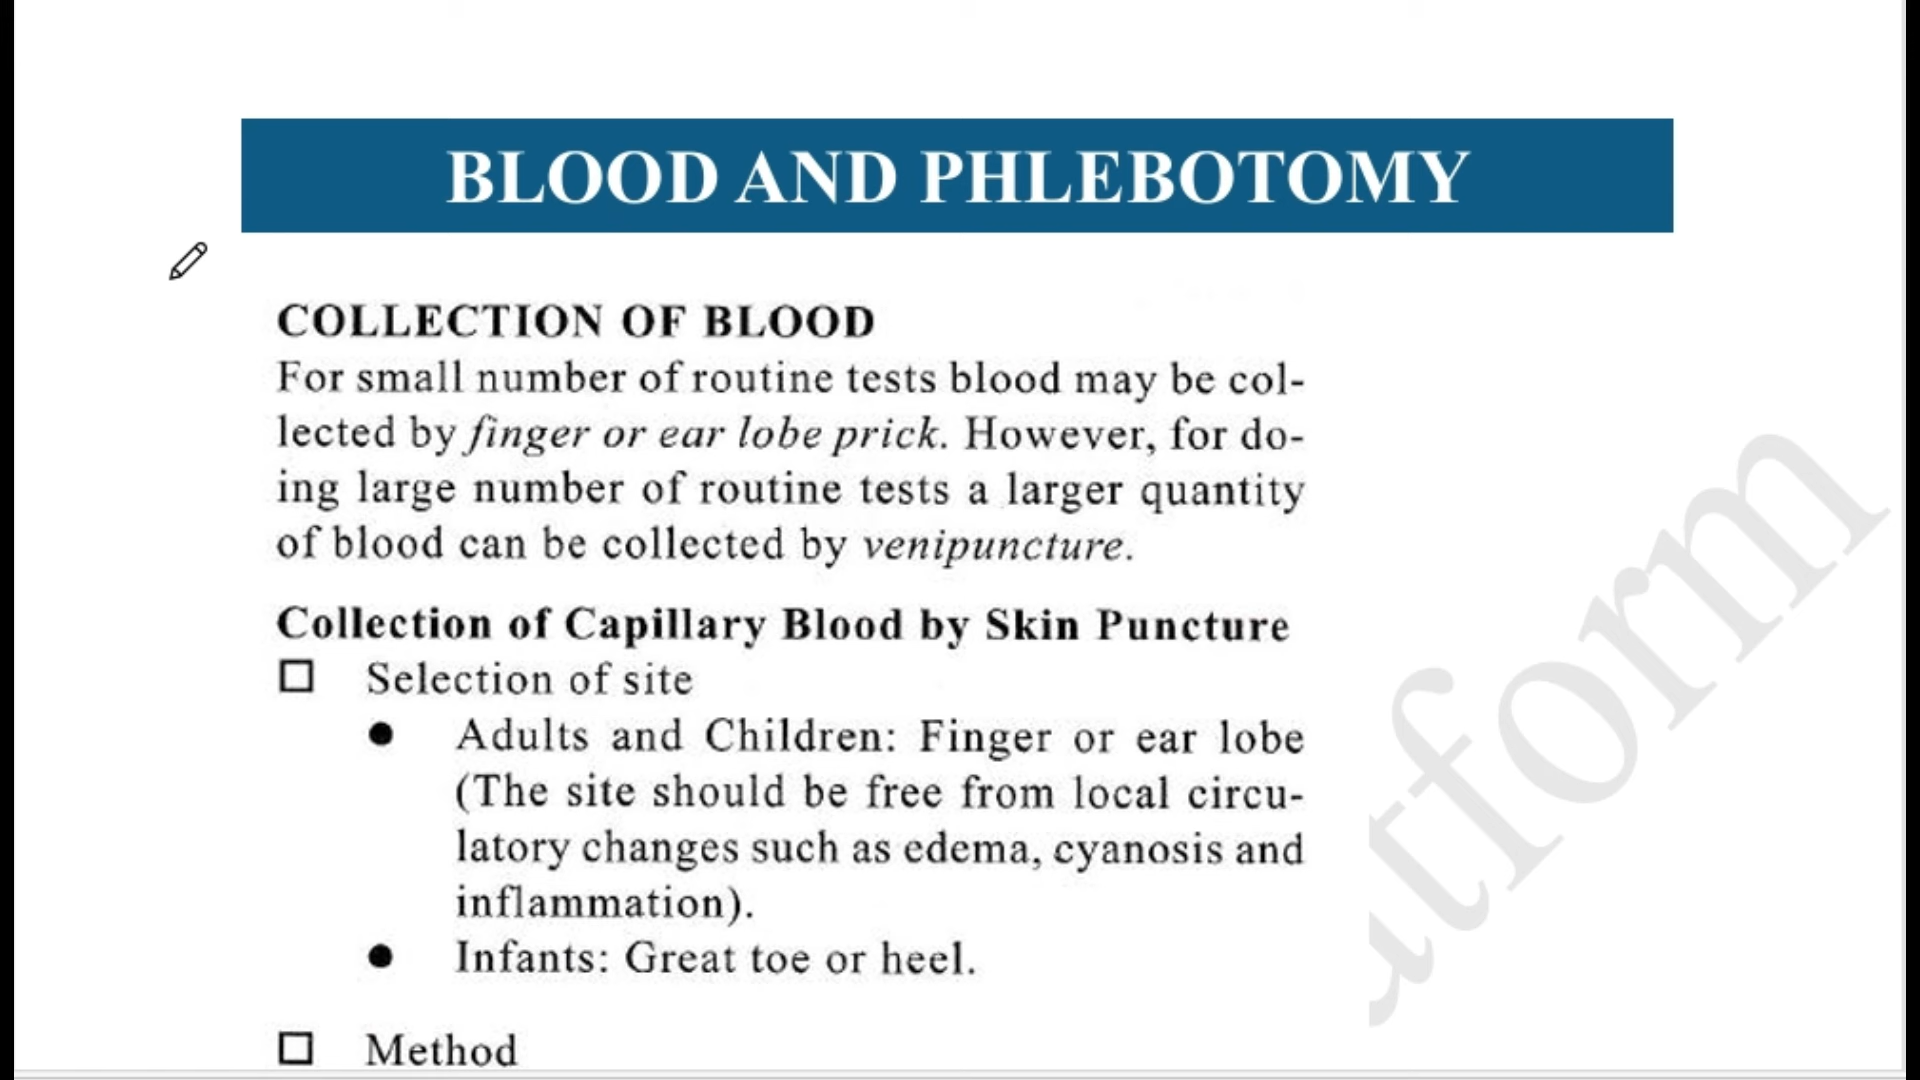 BLOOD AND PHLEBOTOMY
COLLECTION OF BLOOD
For small number of routine tests blood may be col-
lected by finger or ear lobe prick. However, for do-
ing large number of routine tests a larger quantity
of blood can be collected by venipuncture.
Collection of Capillary Blood by Skin Puncture
☐ Selection of site
● Adults and Children: Finger or ear lobe
(The site should be free from local circu-
latory changes such as edema, cyanosis and
inflammation).
● Infants: Great toe or heel.
☐ Method